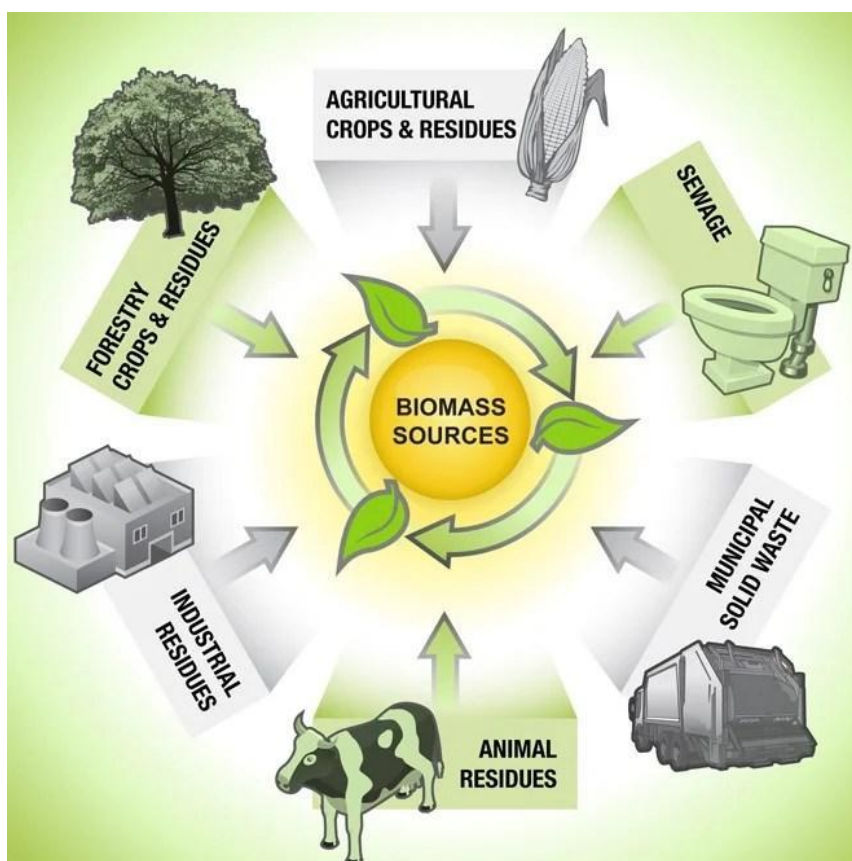 AGRICULTURAL
CROPS & RESIDUES
SEWAGE
FORESTRY
CROPS & RESIDUES
BIOMASS
SOURCES
MUNICIPAL
SOLID WASTE
INDUSTRIAL
RESIDUES
ANIMAL
RESIDUES